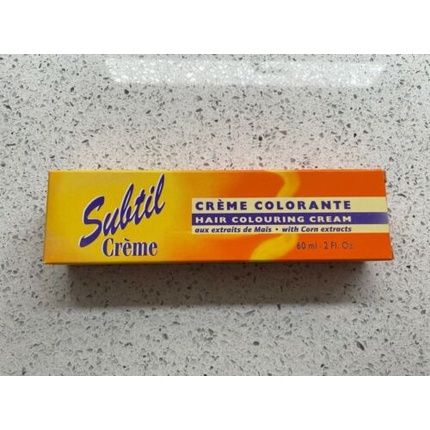 Subtil
Crème
CRÈME COLORANTE
HAIR COLOURING CREAM
aux extraits de Maïs • with Corn extracts
60 ml - 2 Fl. Oz.